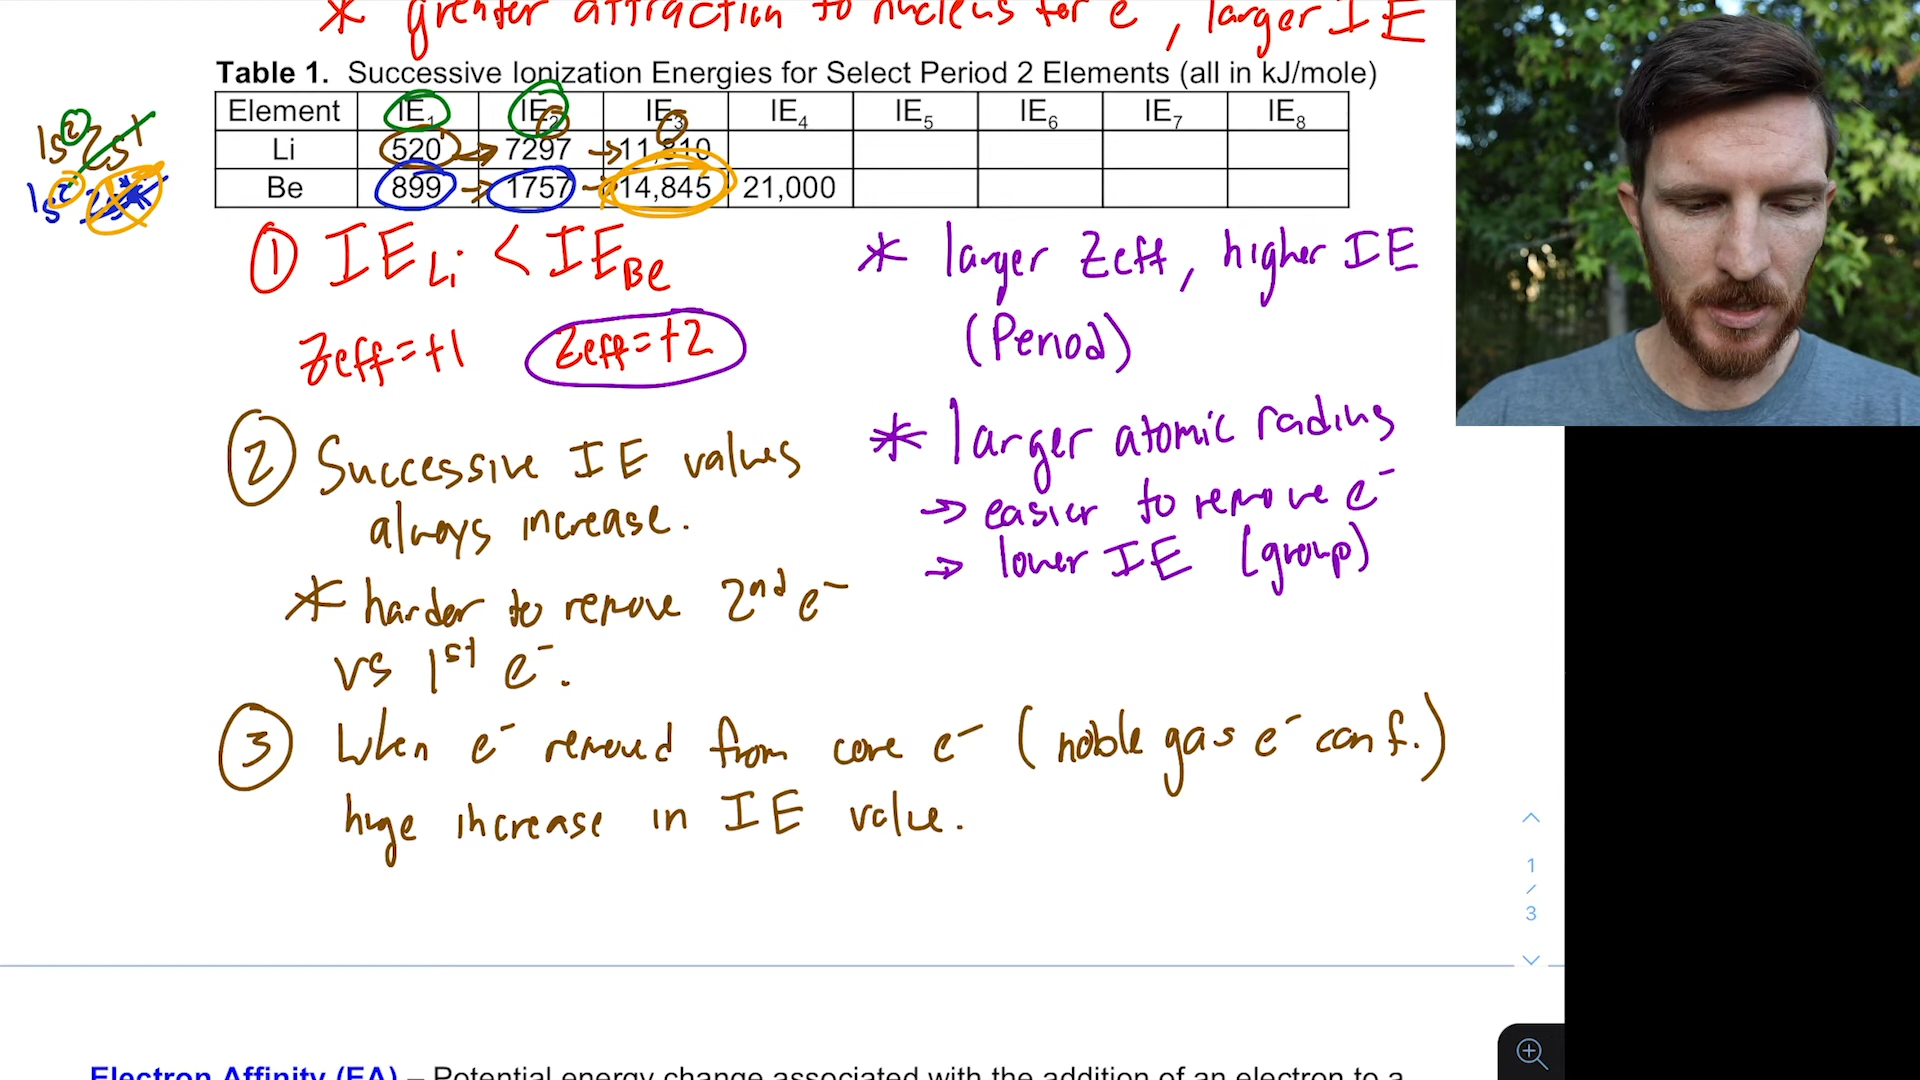 * greater attraction to nucleus for e⁻, larger IE
Table 1. Successive Ionization Energies for Select Period 2 Elements (all in kJ/mole)
Element IE₁ IE₂ IE₃ IE₄ IE₅ IE₆ IE₇ IE₈
1s² 2s¹
Li 520 → 7297 → 11,810
Be 899 → 1757 → 14,845 21,000
1s²
① IE Li < IE Be
Zeff = +1 Zeff = +2
* larger Zeff, higher IE
(Period)
② Successive IE values
always increase.
* harder to remove 2nd e⁻
vs 1st e⁻.
* larger atomic radius
→ easier to remove e⁻
→ lower IE (group)
③ When e⁻ removed from core e⁻ (noble gas e⁻ conf.)
huge increase in IE value.
1
/
3
Electron Affinity (EA) – Potential energy change associated with the addition of an electron to a